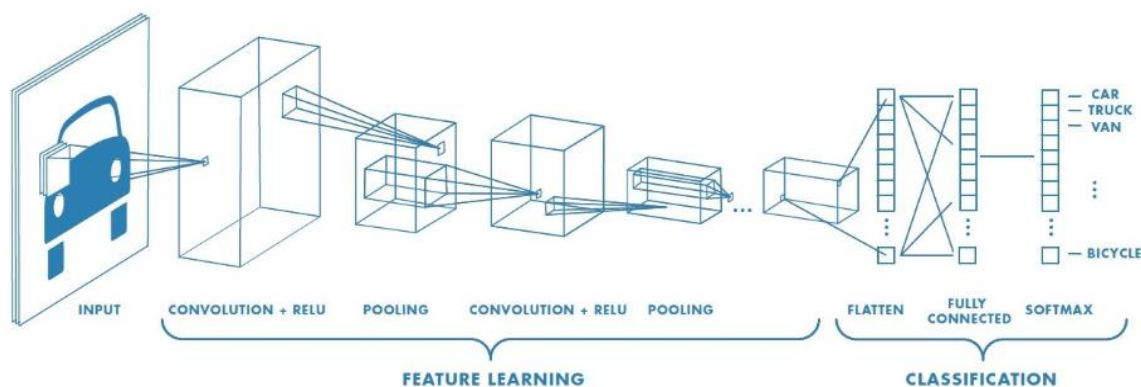 CAR
TRUCK
VAN
BICYCLE
INPUT
CONVOLUTION + RELU
POOLING
CONVOLUTION + RELU
POOLING
FLATTEN
FULLY
CONNECTED
SOFTMAX
FEATURE LEARNING
CLASSIFICATION